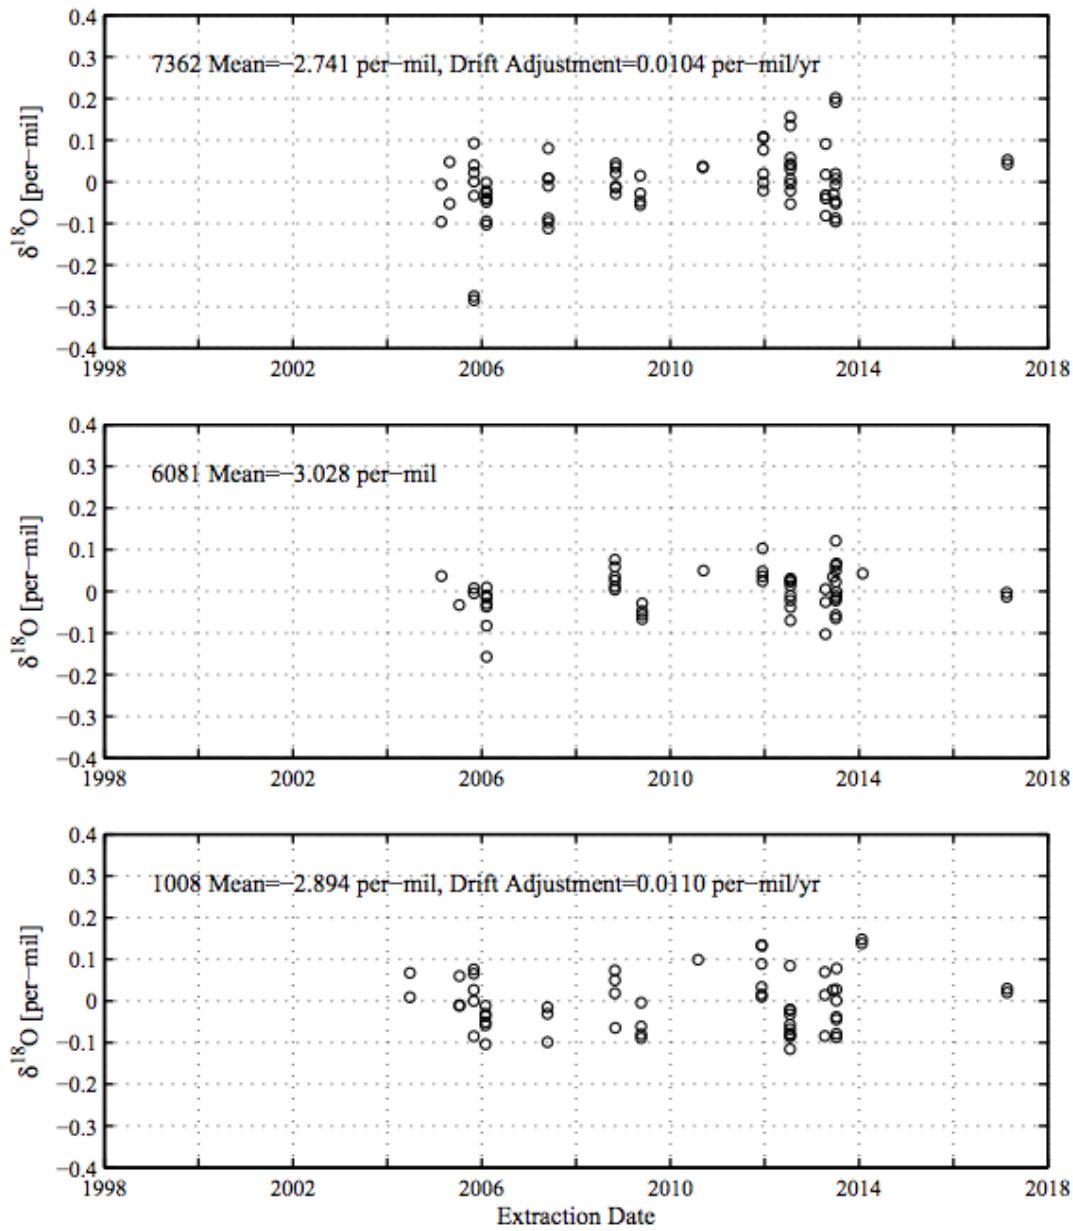 0.4
7362 Mean=−2.741 per−mil, Drift Adjustment=0.0104 per−mil/yr
0.3
0.2
0.1
0
−0.1
−0.2
−0.3
−0.4
δ18O [per−mil]
1998 2002 2006 2010 2014 2018
0.4
6081 Mean=−3.028 per−mil
0.3
0.2
0.1
0
−0.1
−0.2
−0.3
−0.4
δ18O [per−mil]
1998 2002 2006 2010 2014 2018
0.4
1008 Mean=−2.894 per−mil, Drift Adjustment=0.0110 per−mil/yr
0.3
0.2
0.1
0
−0.1
−0.2
−0.3
−0.4
δ18O [per−mil]
1998 2002 2006 2010 2014 2018
Extraction Date